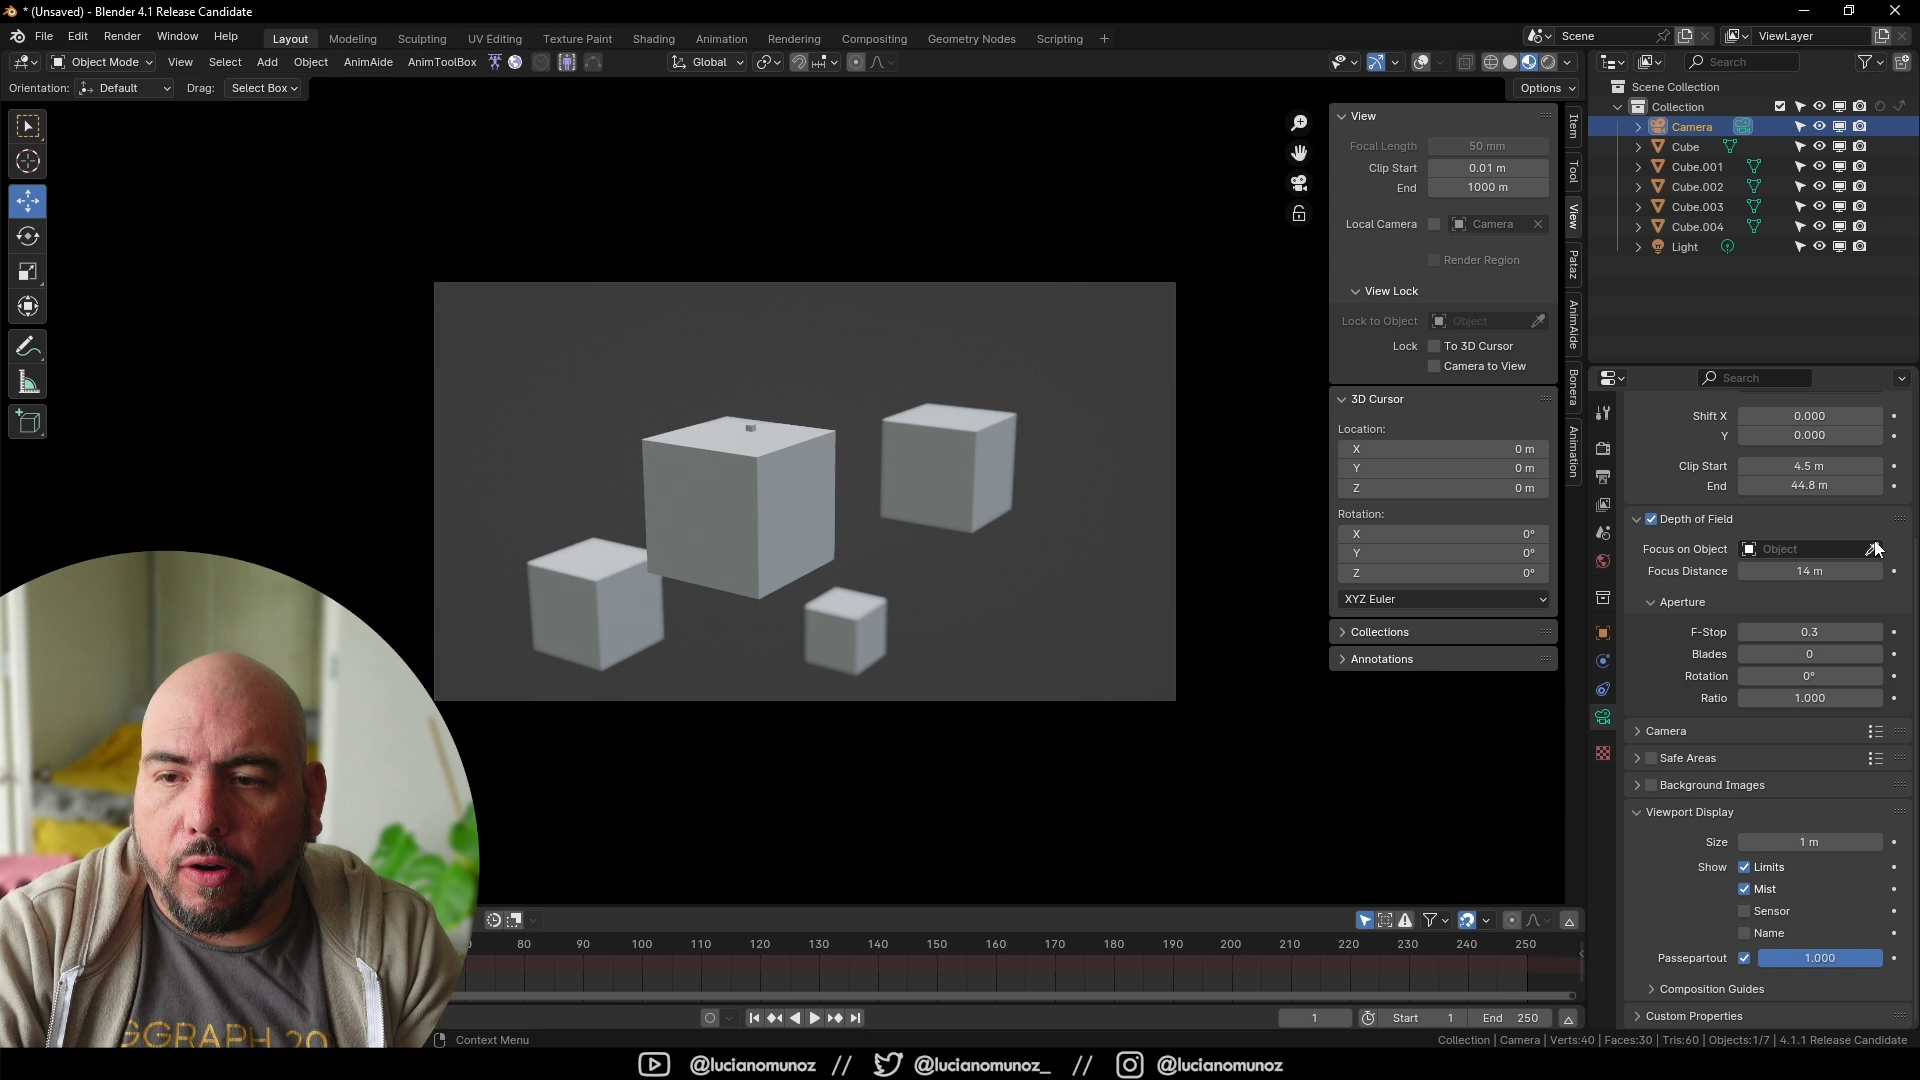 * (Unsaved) - Blender 4.1 Release Candidate
File Edit Render Window Help
Layout Modeling Sculpting UV Editing Texture Paint Shading Animation Rendering Compositing Geometry Nodes Scripting +
Scene
ViewLayer
Object Mode View Select Add Object AnimAide AnimToolBox
Global
Search
Orientation: Default Drag: Select Box
Options
Scene Collection
Collection
Camera
Cube
Cube.001
Cube.002
Cube.003
Cube.004
Light
View
Focal Length 50 mm
Clip Start 0.01 m
End 1000 m
Local Camera Camera
Render Region
View Lock
Lock to Object Object
Lock To 3D Cursor
Camera to View
3D Cursor
Location:
X 0 m
Y 0 m
Z 0 m
Rotation:
X 0°
Y 0°
Z 0°
XYZ Euler
Collections
Annotations
Item
Tool
View
Pataz
AnimAide
Bonera
Animation
Search
Shift X 0.000
Y 0.000
Clip Start 4.5 m
End 44.8 m
Depth of Field
Focus on Object Object
Focus Distance 14 m
Aperture
F-Stop 0.3
Blades 0
Rotation 0°
Ratio 1.000
Camera
Safe Areas
Background Images
Viewport Display
Size 1 m
Show Limits
Mist
Sensor
Name
Passepartout 1.000
Composition Guides
Custom Properties
80 90 100 110 120 130 140 150 160 170 180 190 200 210 220 230 240 250
1 Start 1 End 250
Context Menu
Collection | Camera | Verts:40 | Faces:30 | Tris:60 | Objects:1/7 | 4.1.1 Release Candidate
GGRAPH 20
@lucianomunoz // @lucianomunoz_ // @lucianomunoz